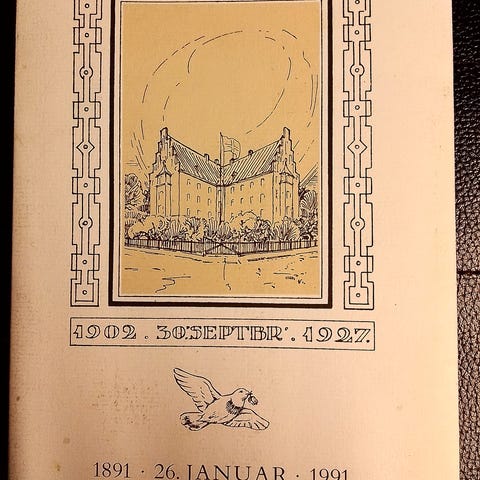 1902 . 30. SEPTBR . 1927.
1891 · 26. JANUAR · 1991